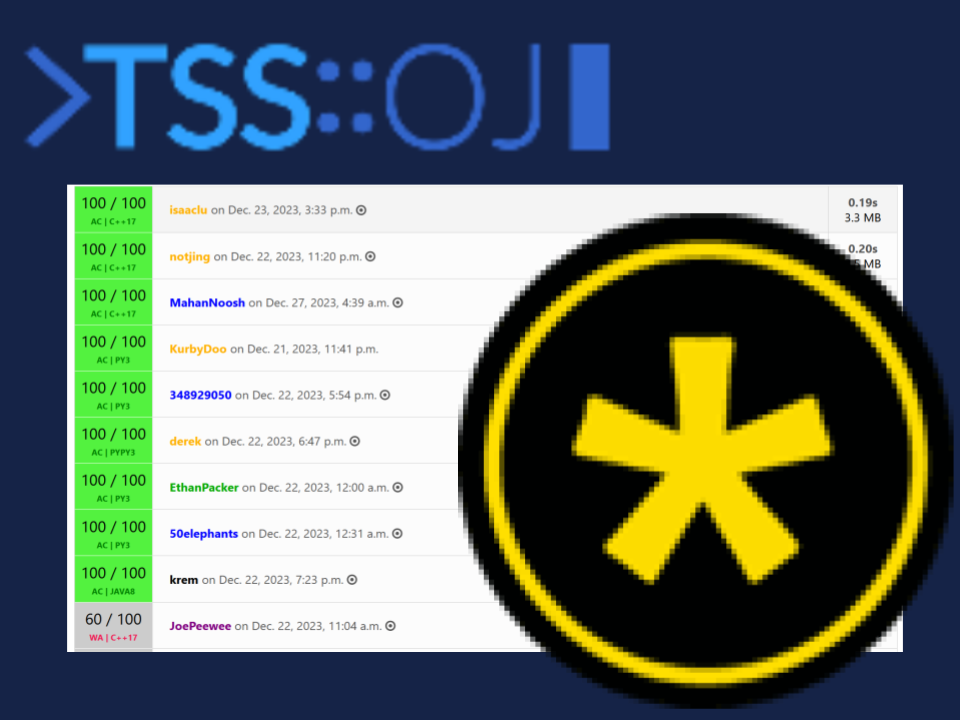 >TSS::OJ
100 / 100
AC | C++17
isaaclu on Dec. 23, 2023, 3:33 p.m.
0.19s
3.3 MB
100 / 100
AC | C++17
notjing on Dec. 22, 2023, 11:20 p.m.
0.20s
MB
100 / 100
AC | C++17
MahanNoosh on Dec. 27, 2023, 4:39 a.m.
100 / 100
AC | PY3
KurbyDoo on Dec. 21, 2023, 11:41 p.m.
100 / 100
AC | PY3
348929050 on Dec. 22, 2023, 5:54 p.m.
100 / 100
AC | PYPY3
derek on Dec. 22, 2023, 6:47 p.m.
100 / 100
AC | PY3
EthanPacker on Dec. 22, 2023, 12:00 a.m.
100 / 100
AC | PY3
50elephants on Dec. 22, 2023, 12:31 a.m.
100 / 100
AC | JAVA8
krem on Dec. 22, 2023, 7:23 p.m.
60 / 100
WA | C++17
JoePeewee on Dec. 22, 2023, 11:04 a.m.
*